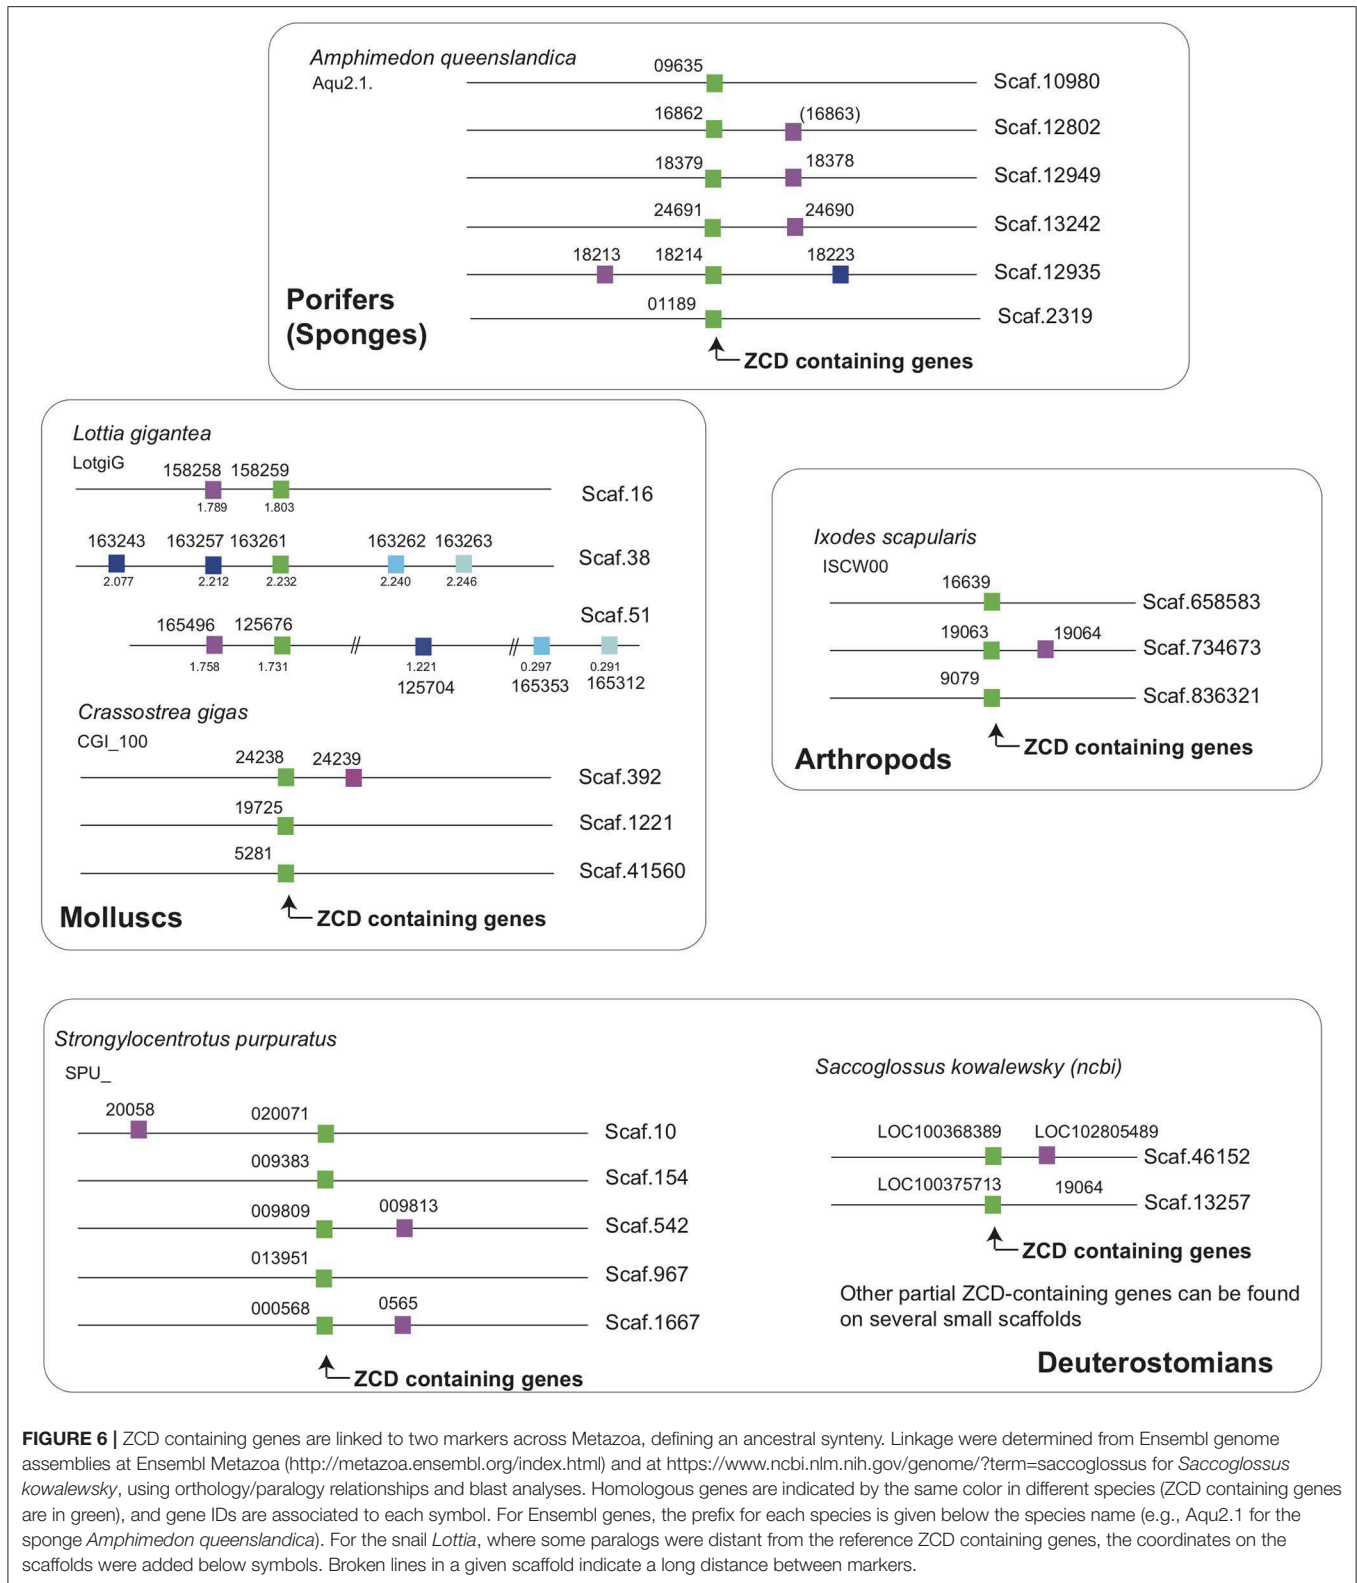 Amphimedon queenslandica
Aqu2.1.
09635
Scaf.10980
16862
(16863)
Scaf.12802
18379
18378
Scaf.12949
24691
24690
Scaf.13242
18213
18214
18223
Scaf.12935
01189
Scaf.2319
Porifers
(Sponges)
ZCD containing genes
Lottia gigantea
LotgiG
158258 158259
Scaf.16
1.789
1.803
163243
163257
163261
163262
163263
Scaf.38
2.077
2.212
2.232
2.240
2.246
Scaf.51
165496
125676
//
//
1.758
1.731
1.221
0.297
0.291
125704
165353
165312
Crassostrea gigas
CGI_100
24238
24239
Scaf.392
19725
Scaf.1221
5281
Scaf.41560
Molluscs
ZCD containing genes
Ixodes scapularis
ISCW00
16639
Scaf.658583
19063
19064
Scaf.734673
9079
Scaf.836321
ZCD containing genes
Arthropods
Strongylocentrotus purpuratus
SPU_
20058
020071
Scaf.10
009383
Scaf.154
009809
009813
Scaf.542
013951
Scaf.967
000568
0565
Scaf.1667
ZCD containing genes
Saccoglossus kowalewsky (ncbi)
LOC100368389
LOC102805489
Scaf.46152
LOC100375713
19064
Scaf.13257
ZCD containing genes
Other partial ZCD-containing genes can be found
on several small scaffolds
Deuterostomians
FIGURE 6 | ZCD containing genes are linked to two markers across Metazoa, defining an ancestral synteny. Linkage were determined from Ensembl genome
assemblies at Ensembl Metazoa (http://metazoa.ensembl.org/index.html) and at https://www.ncbi.nlm.nih.gov/genome/?term=saccoglossus for Saccoglossus
kowalewsky, using orthology/paralogy relationships and blast analyses. Homologous genes are indicated by the same color in different species (ZCD containing genes
are in green), and gene IDs are associated to each symbol. For Ensembl genes, the prefix for each species is given below the species name (e.g., Aqu2.1 for the
sponge Amphimedon queenslandica). For the snail Lottia, where some paralogs were distant from the reference ZCD containing genes, the coordinates on the
scaffolds were added below symbols. Broken lines in a given scaffold indicate a long distance between markers.